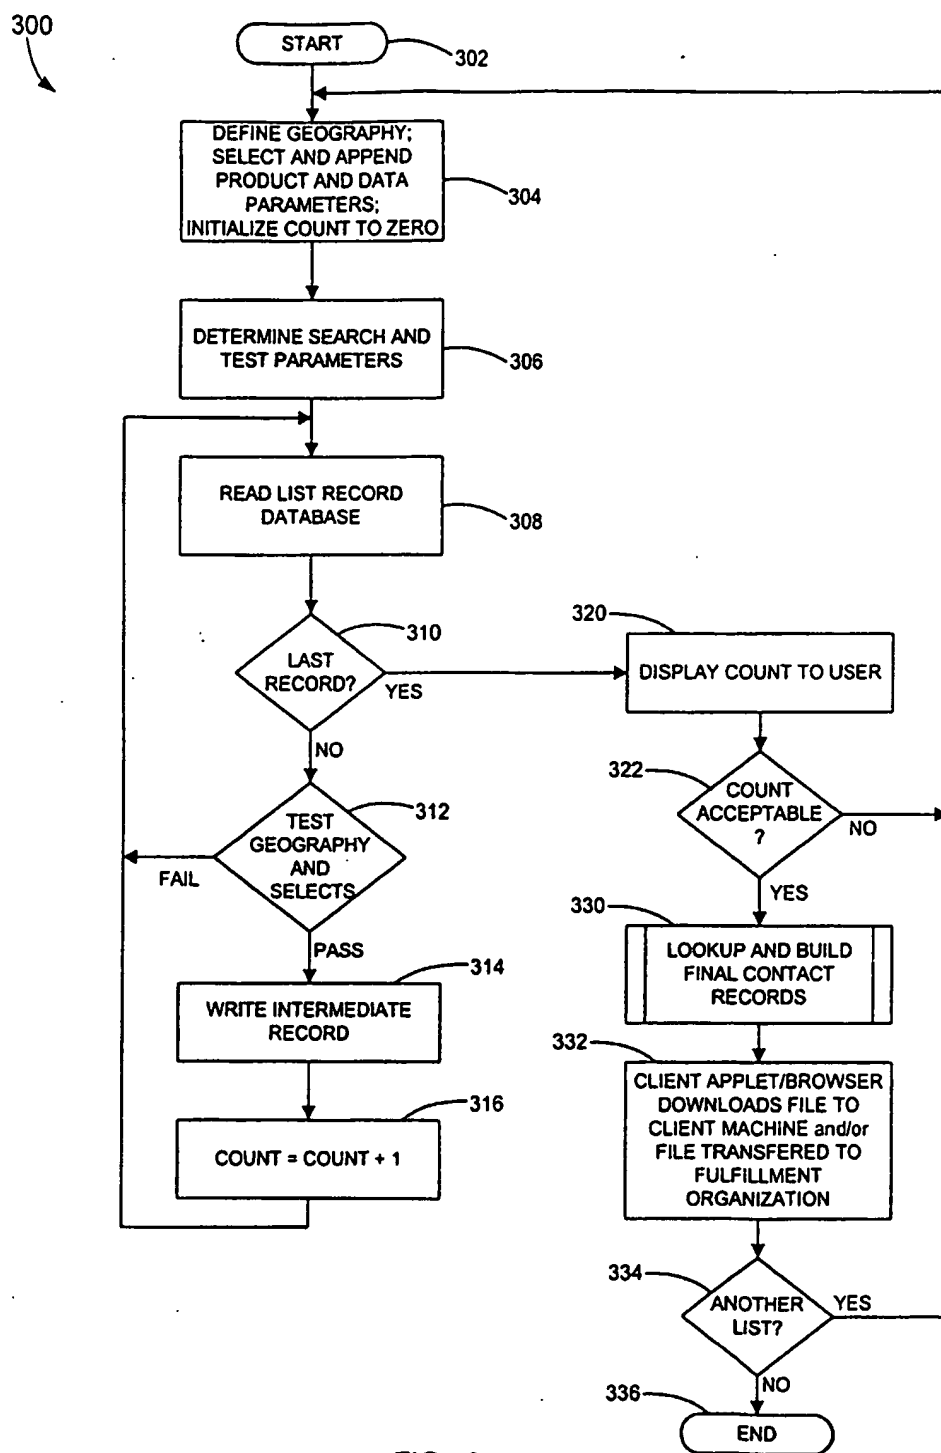 300
START
302
DEFINE GEOGRAPHY;
SELECT AND APPEND
PRODUCT AND DATA
PARAMETERS;
INITIALIZE COUNT TO ZERO
304
DETERMINE SEARCH AND
TEST PARAMETERS
306
READ LIST RECORD
DATABASE
308
310
LAST
RECORD?
YES
NO
312
TEST
GEOGRAPHY
AND
SELECTS
FAIL
PASS
314
WRITE INTERMEDIATE
RECORD
316
COUNT = COUNT + 1
320
DISPLAY COUNT TO USER
322
COUNT
ACCEPTABLE
?
NO
YES
330
LOOKUP AND BUILD
FINAL CONTACT
RECORDS
332
CLIENT APPLET/BROWSER
DOWNLOADS FILE TO
CLIENT MACHINE and/or
FILE TRANSFERRED TO
FULFILLMENT
ORGANIZATION
334
ANOTHER
LIST?
YES
NO
336
END